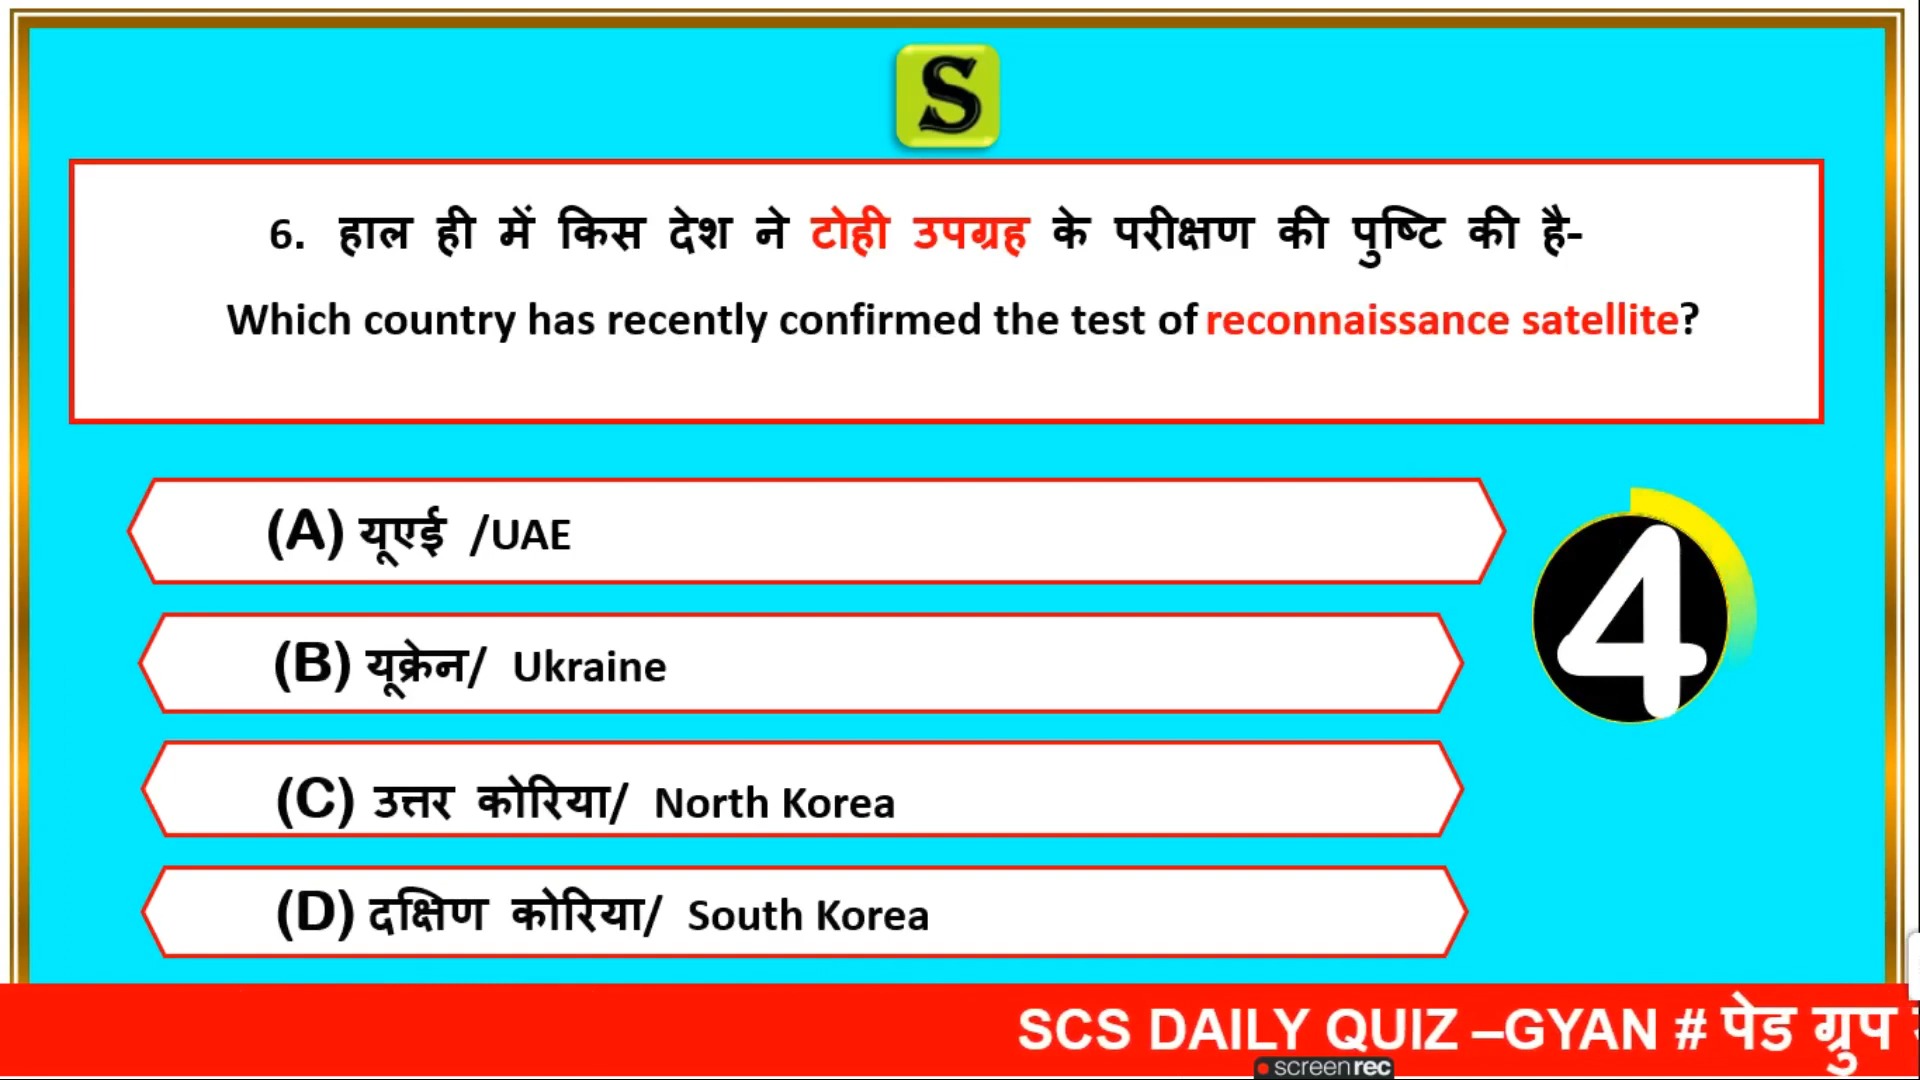 S
6. हाल ही में किस देश ने टोही उपग्रह के परीक्षण की पुष्टि की है-
Which country has recently confirmed the test of reconnaissance satellite?
(A) यूएई /UAE
4
(B) यूक्रेन/ Ukraine
(C) उत्तर कोरिया/ North Korea
(D) दक्षिण कोरिया/ South Korea
SCS DAILY QUIZ –GYAN # पेड ग्रुप
screenrec